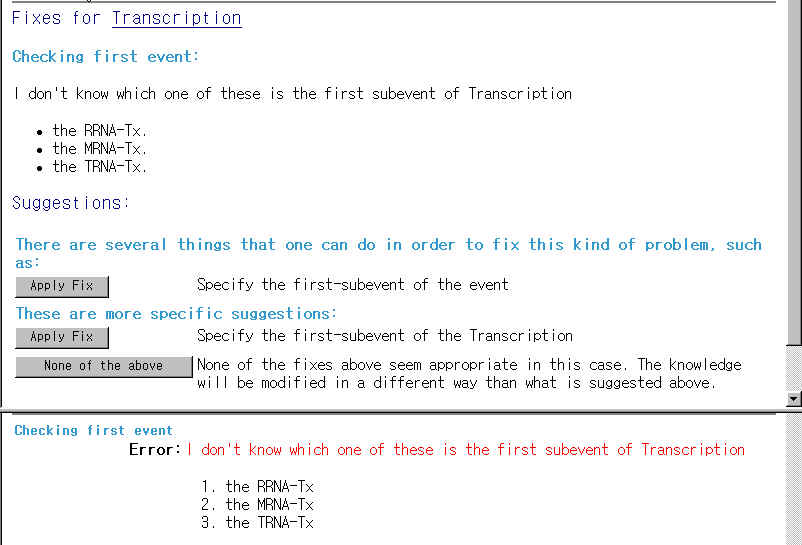 Fixes for Transcription
Checking first event:
I don't know which one of these is the first subevent of Transcription
• the RRNA-Tx.
• the MRNA-Tx.
• the TRNA-Tx.
Suggestions:
There are several things that one can do in order to fix this kind of problem, such
as:
Apply Fix Specify the first-subevent of the event
These are more specific suggestions:
Apply Fix Specify the first-subevent of the Transcription
None of the above None of the fixes above seem appropriate in this case. The knowledge
will be modified in a different way than what is suggested above.
Checking first event
Error: I don't know which one of these is the first subevent of Transcription
1. the RRNA-Tx
2. the MRNA-Tx
3. the TRNA-Tx